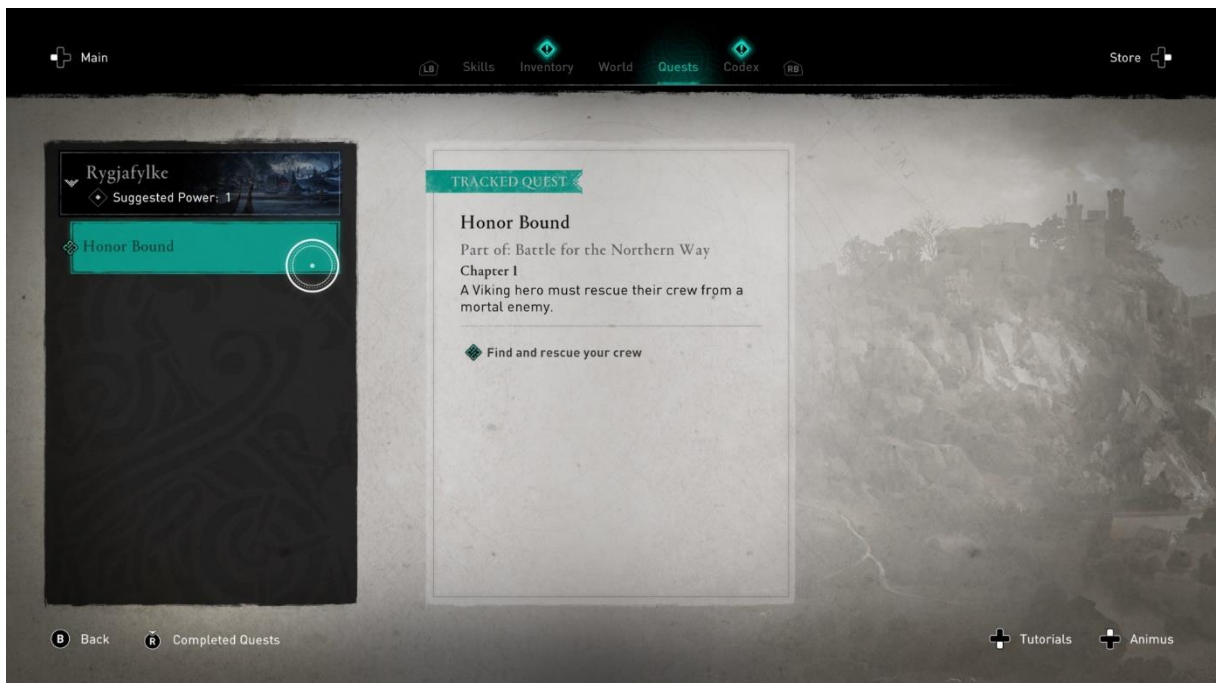 Main
LB Skills Inventory World Quests Codex RB
Store
Rygjafylke
Suggested Power: 1
Honor Bound
TRACKED QUEST
Honor Bound
Part of: Battle for the Northern Way
Chapter 1
A Viking hero must rescue their crew from a
mortal enemy.
Find and rescue your crew
B Back R Completed Quests
Tutorials Animus